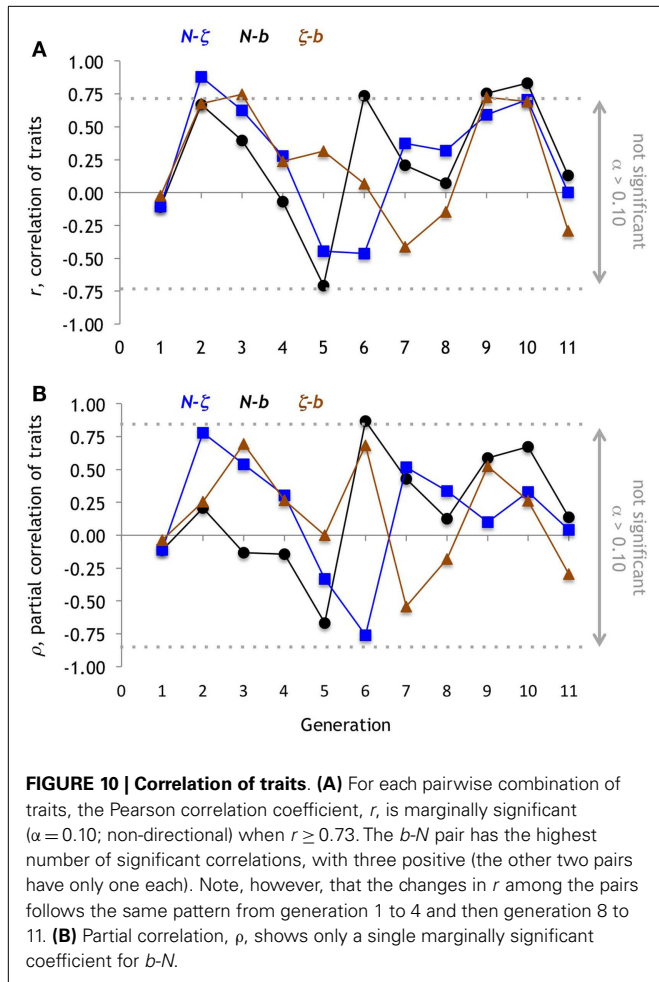 A
N-ζ N-b ζ-b
1.00
0.75
0.50
0.25
0.00
-0.25
-0.50
-0.75
-1.00
r, correlation of traits
0 1 2 3 4 5 6 7 8 9 10 11
not significant
α > 0.10
B
N-ζ N-b ζ-b
1.00
0.75
0.50
0.25
0.00
-0.25
-0.50
-0.75
-1.00
ρ, partial correlation of traits
0 1 2 3 4 5 6 7 8 9 10 11
Generation
not significant
α > 0.10
FIGURE 10 | Correlation of traits. (A) For each pairwise combination of
traits, the Pearson correlation coefficient, r, is marginally significant
(α = 0.10; non-directional) when r ≥ 0.73. The b-N pair has the highest
number of significant correlations, with three positive (the other two pairs
have only one each). Note, however, that the changes in r among the pairs
follows the same pattern from generation 1 to 4 and then generation 8 to
11. (B) Partial correlation, ρ, shows only a single marginally significant
coefficient for b-N.